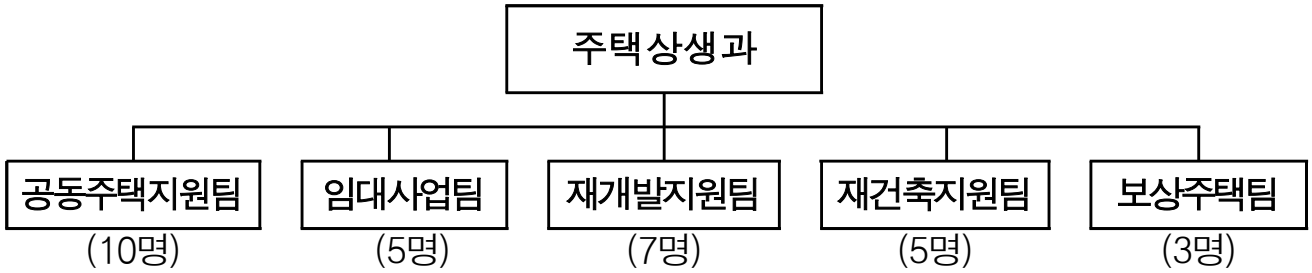 주택상생과
공동주택지원팀 임대사업팀 재개발지원팀 재건축지원팀 보상주택팀
(10명) (5명) (7명) (5명) (3명)